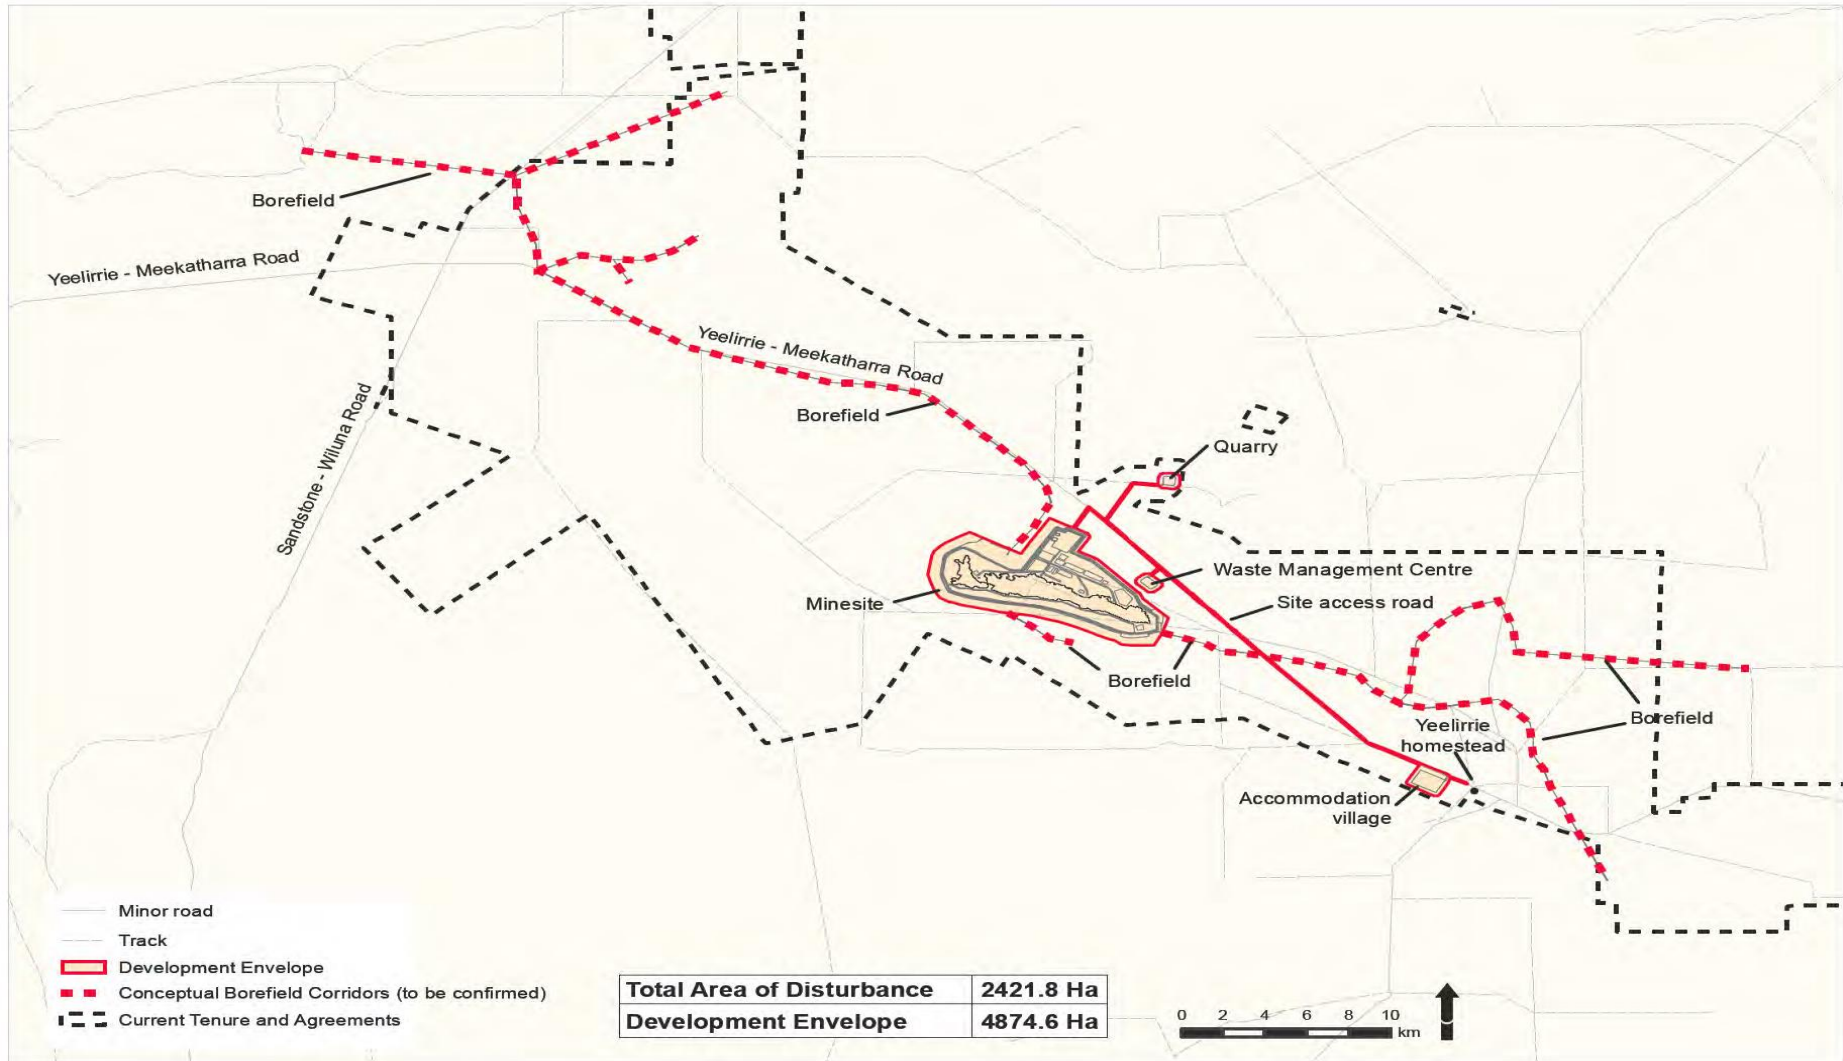 Borefield
Yeelirrie - Meekatharra Road
Yeelirrie - Meekatharra Road
Borefield
Sandstone - Wiluna Road
Quarry
Waste Management Centre
Minesite
Site access road
Borefield
Borefield
Yeelirrie
homestead
Accommodation
village
Minor road
Track
Development Envelope
Conceptual Borefield Corridors (to be confirmed)
Current Tenure and Agreements
Total Area of Disturbance 2421.8 Ha
Development Envelope 4874.6 Ha
0 2 4 6 8 10
km